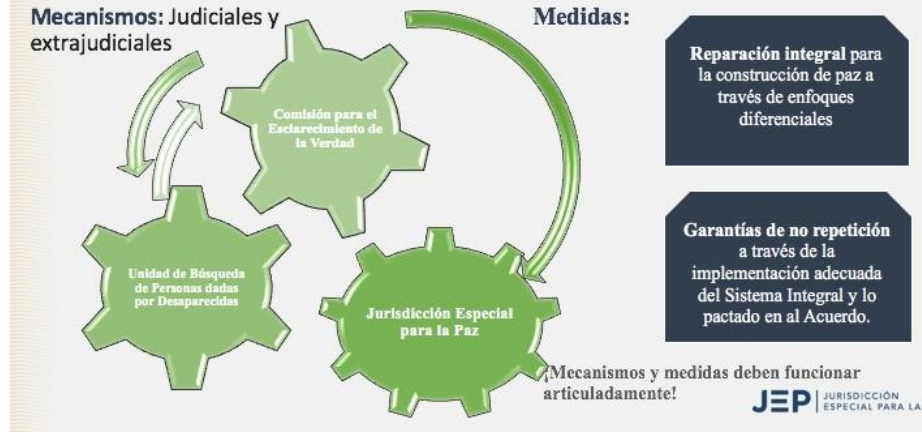 Mecanismos: Judiciales y
extrajudiciales
Comisión para el
Esclarecimiento de
la Verdad
Unidad de Búsqueda
de Personas dadas
por Desaparecidas
Jurisdicción Especial
para la Paz
Medidas:
Reparación integral para
la construcción de paz a
través de enfoques
diferenciales
Garantías de no repetición
a través de la
implementación adecuada
del Sistema Integral y lo
pactado en al Acuerdo.
¡Mecanismos y medidas deben funcionar
articuladamente!
JEP JURISDICCIÓN
ESPECIAL PARA LA